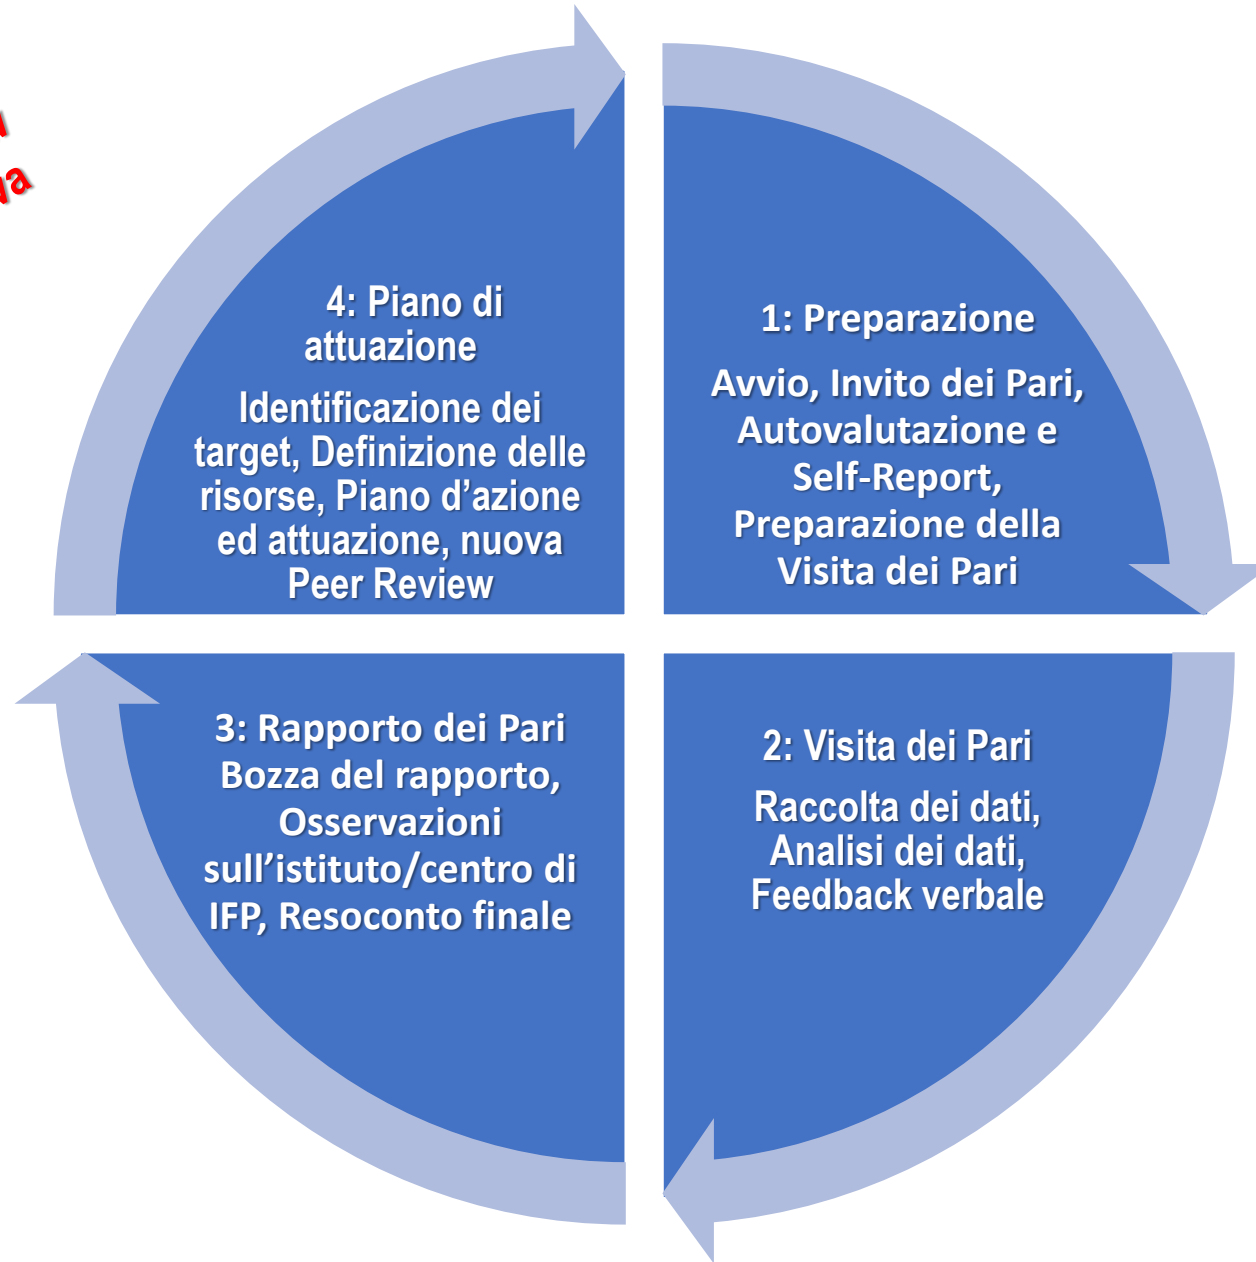 4: Piano di
attuazione
Identificazione dei
target, Definizione delle
risorse, Piano d’azione
ed attuazione, nuova
Peer Review
1: Preparazione
Avvio, Invito dei Pari,
Autovalutazione e
Self-Report,
Preparazione della
Visita dei Pari
3: Rapporto dei Pari
Bozza del rapporto,
Osservazioni
sull’istituto/centro di
IFP, Resoconto finale
2: Visita dei Pari
Raccolta dei dati,
Analisi dei dati,
Feedback verbale